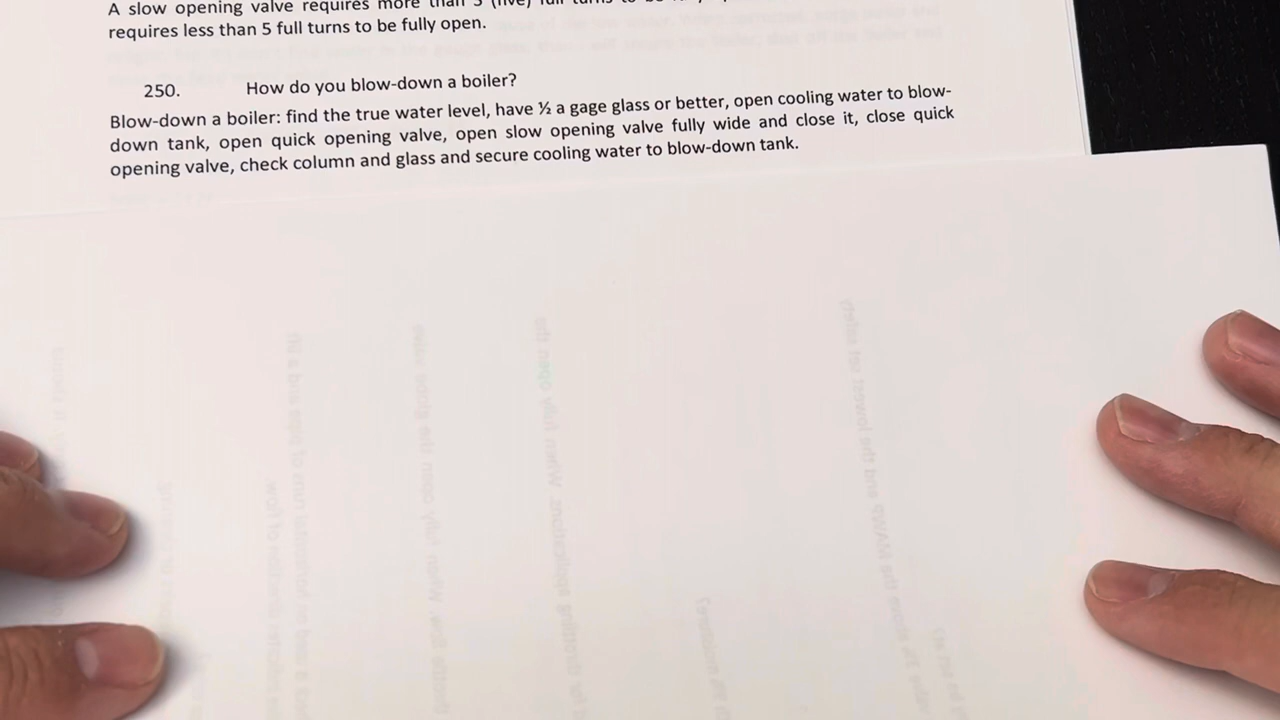 A slow opening valve requires more than 5 (five) full turns to be
requires less than 5 full turns to be fully open.
250. How do you blow-down a boiler?
Blow-down a boiler: find the true water level, have ½ a gage glass or better, open cooling water to blow-
down tank, open quick opening valve, open slow opening valve fully wide and close it, close quick
opening valve, check column and glass and secure cooling water to blow-down tank.